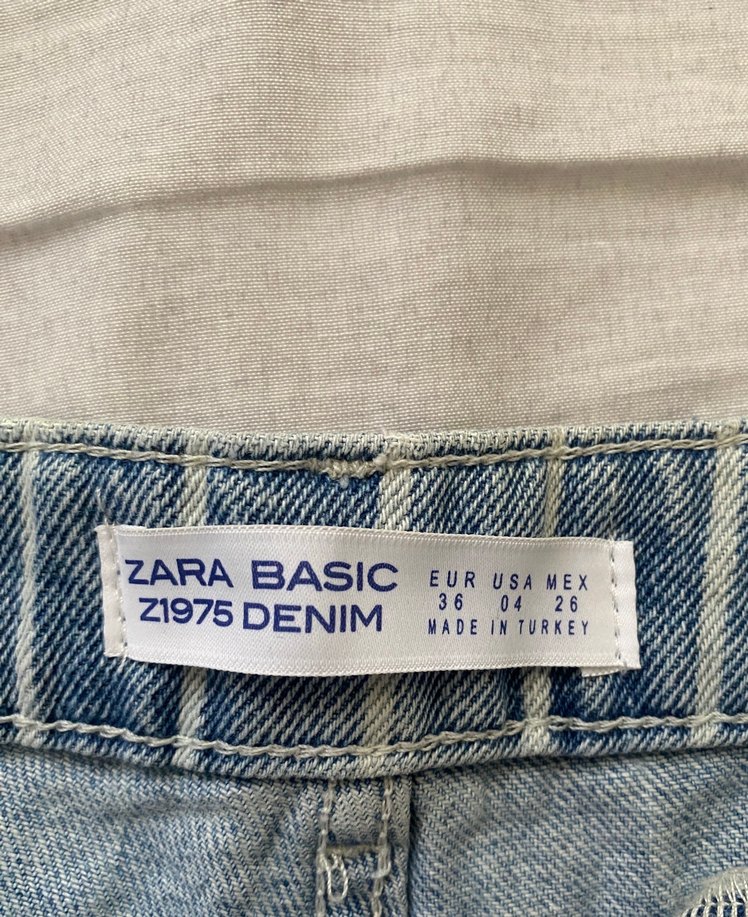 ZARA BASIC
Z1975 DENIM
EUR USA MEX
36 04 26
MADE IN TURKEY